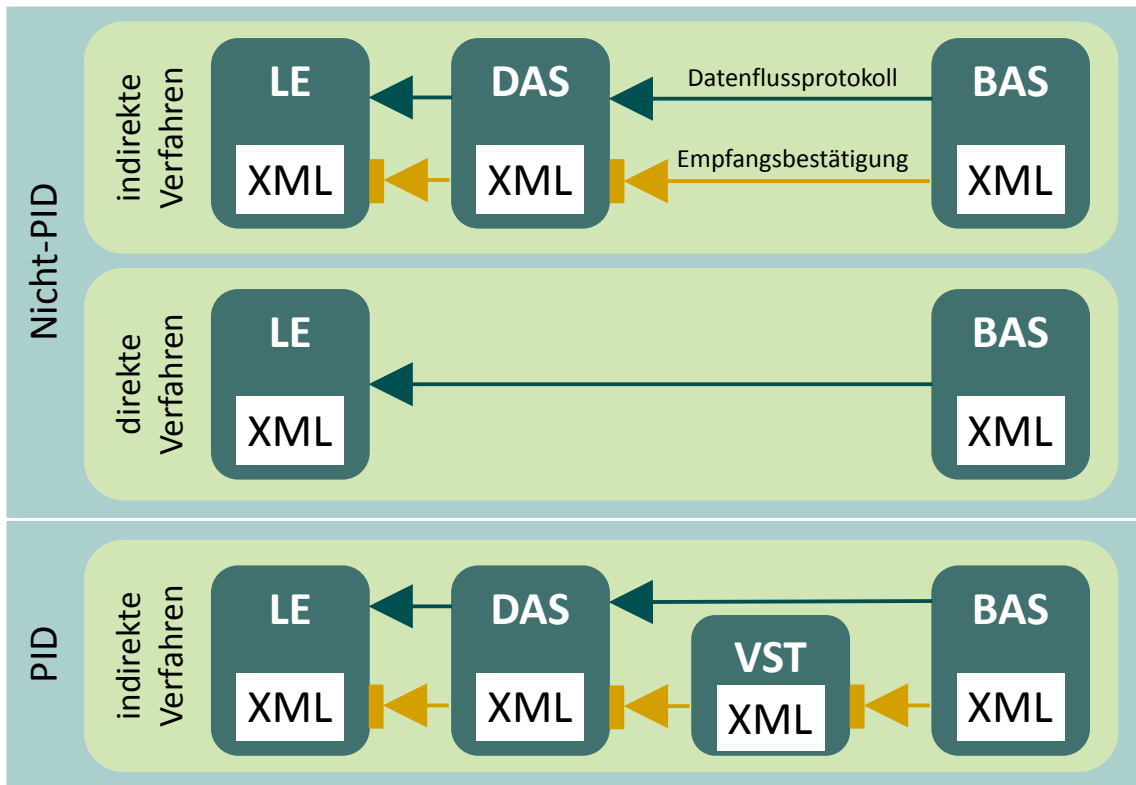 Nicht-PID
indirekte
Verfahren
LE
DAS
BAS
Datenflussprotokoll
Empfangsbestätigung
XML
XML
XML
direkte
Verfahren
LE
BAS
XML
XML
PID
indirekte
Verfahren
LE
DAS
VST
BAS
XML
XML
XML
XML